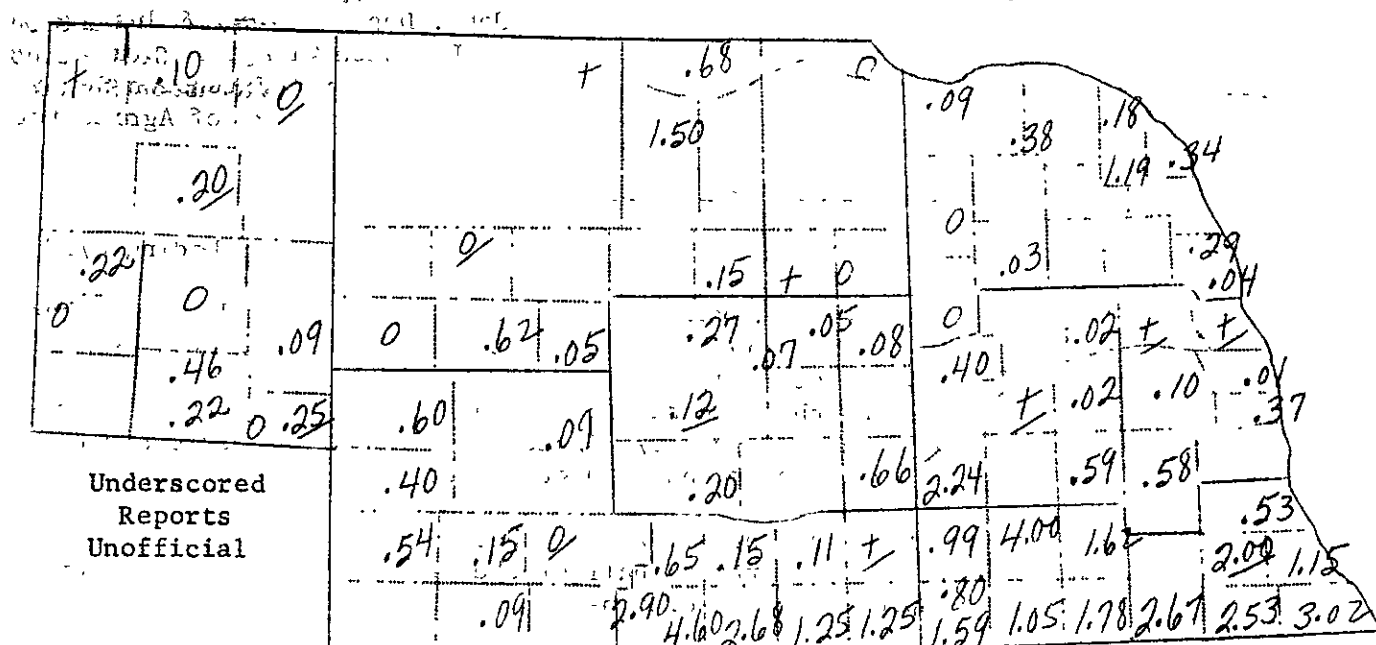 .68
+ .10 0 + 0
.09 .18
of Agr
1.50 .38
.20 1.19 .34
0
0 .29
.22 .15 + 0 .03 .04
0 0
0 .62 .05 .27 .07 .05 .08 0 .02 + +
.09
.46 .40 .10
.12 + .02 .37
.22 0 .25 .60
.40 .20 .66 2.24 .59 .58
Underscored
Reports
Unofficial
.53
.54 .15 0 .65 .15 .11 + .99 4.00 2.00 1.15
.80
.09 2.90 4.60 2.68 1.25 1.25 1.59 1.05 1.78 2.67 2.53 3.02